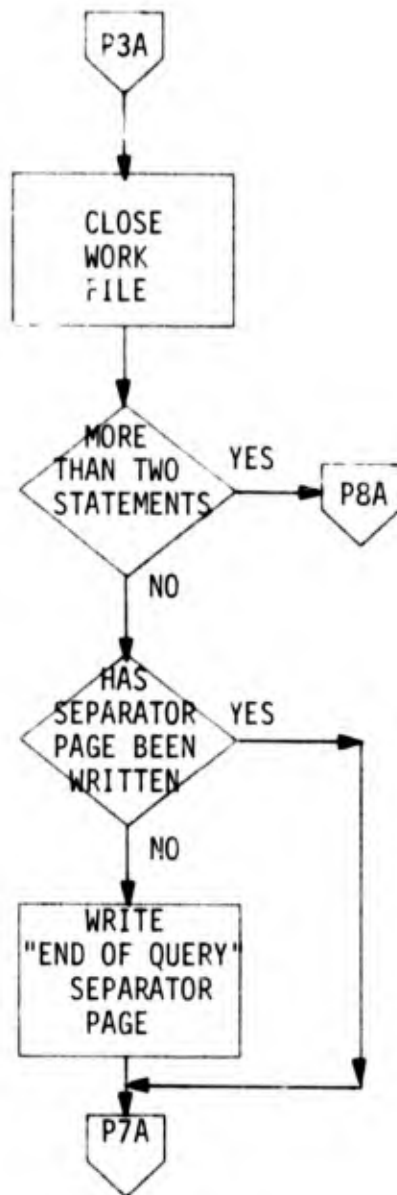 P3A
CLOSE
WORK
FILE
MORE
THAN TWO
STATEMENTS
YES
P8A
NO
HAS
SEPARATOR
PAGE BEEN
WRITTEN
YES
NO
WRITE
"END OF QUERY"
SEPARATOR
PAGE
P7A